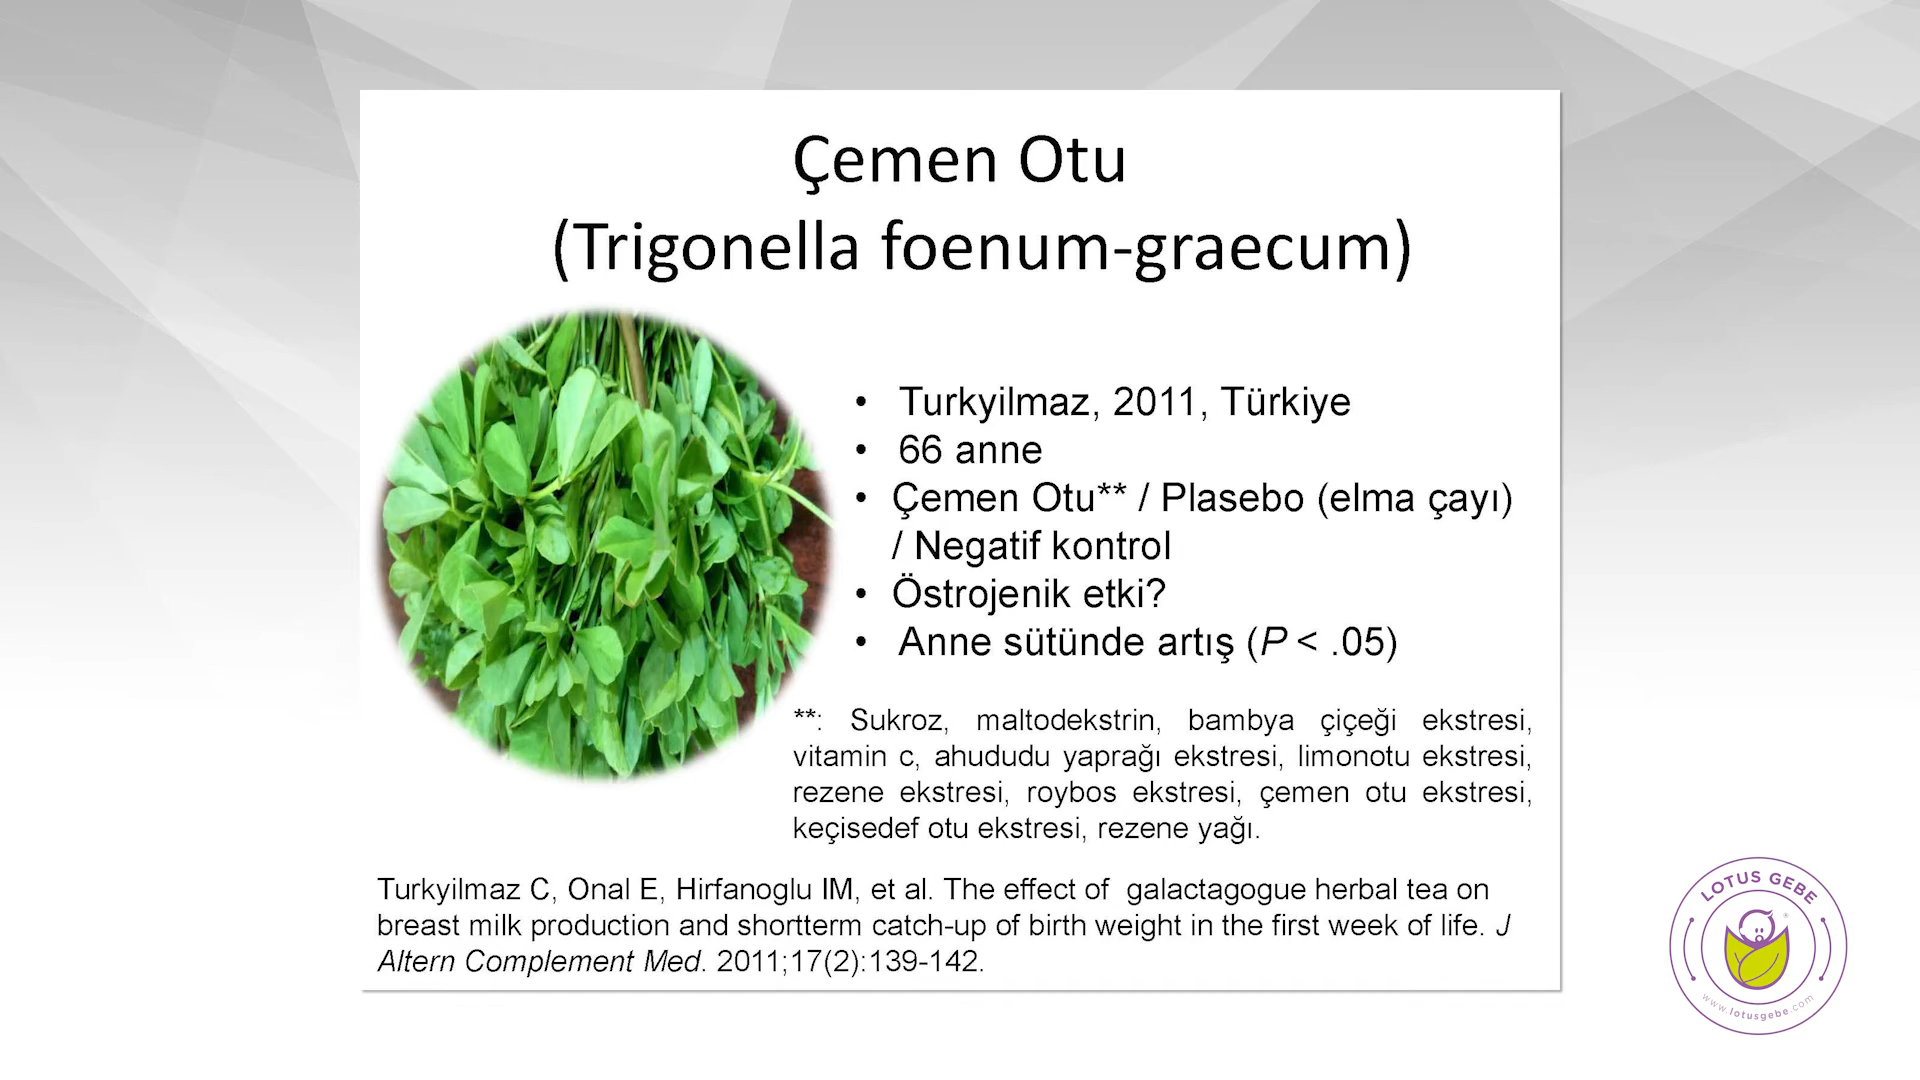 Çemen Otu
(Trigonella foenum-graecum)
• Turkyilmaz, 2011, Türkiye
• 66 anne
• Çemen Otu** / Plasebo (elma çayı)
/ Negatif kontrol
• Östrojenik etki?
• Anne sütünde artış (P < .05)
**: Sukroz, maltodekstrin, bambya çiçeği ekstresi,
vitamin c, ahududu yaprağı ekstresi, limonotu ekstresi,
rezene ekstresi, roybos ekstresi, çemen otu ekstresi,
keçisedef otu ekstresi, rezene yağı.
Turkyilmaz C, Onal E, Hirfanoglu IM, et al. The effect of galactagogue herbal tea on
breast milk production and shortterm catch-up of birth weight in the first week of life. J
Altern Complement Med. 2011;17(2):139-142.
LOTUS GEBE
®
www.lotusgebe.com